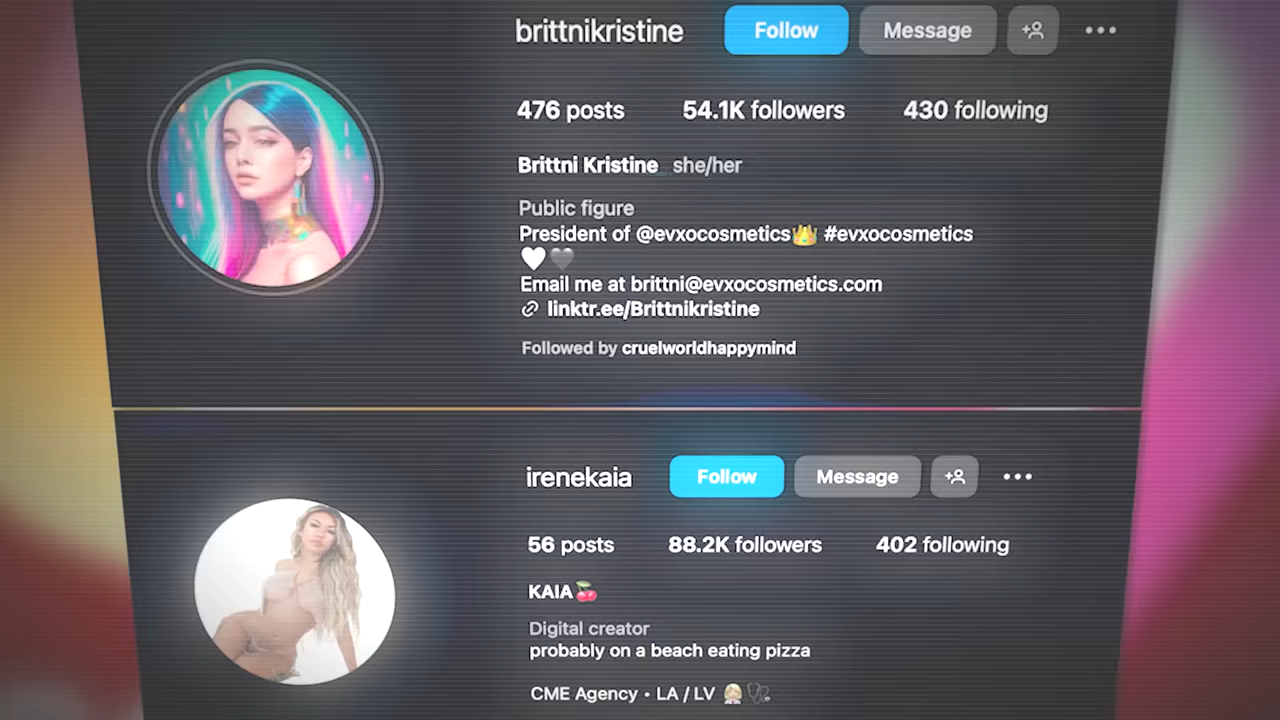 brittnikristine Follow Message
476 posts 54.1K followers 430 following
Brittni Kristine she/her
Public figure
President of @evxocosmetics👑 #evxocosmetics
🤍🩶
Email me at brittni@evxocosmetics.com
linktr.ee/Brittnikristine
Followed by cruelworldhappymind
irenekaia Follow Message
56 posts 88.2K followers 402 following
KAIA🍒
Digital creator
probably on a beach eating pizza
CME Agency • LA / LV 👩🏼‍⚕️🩺